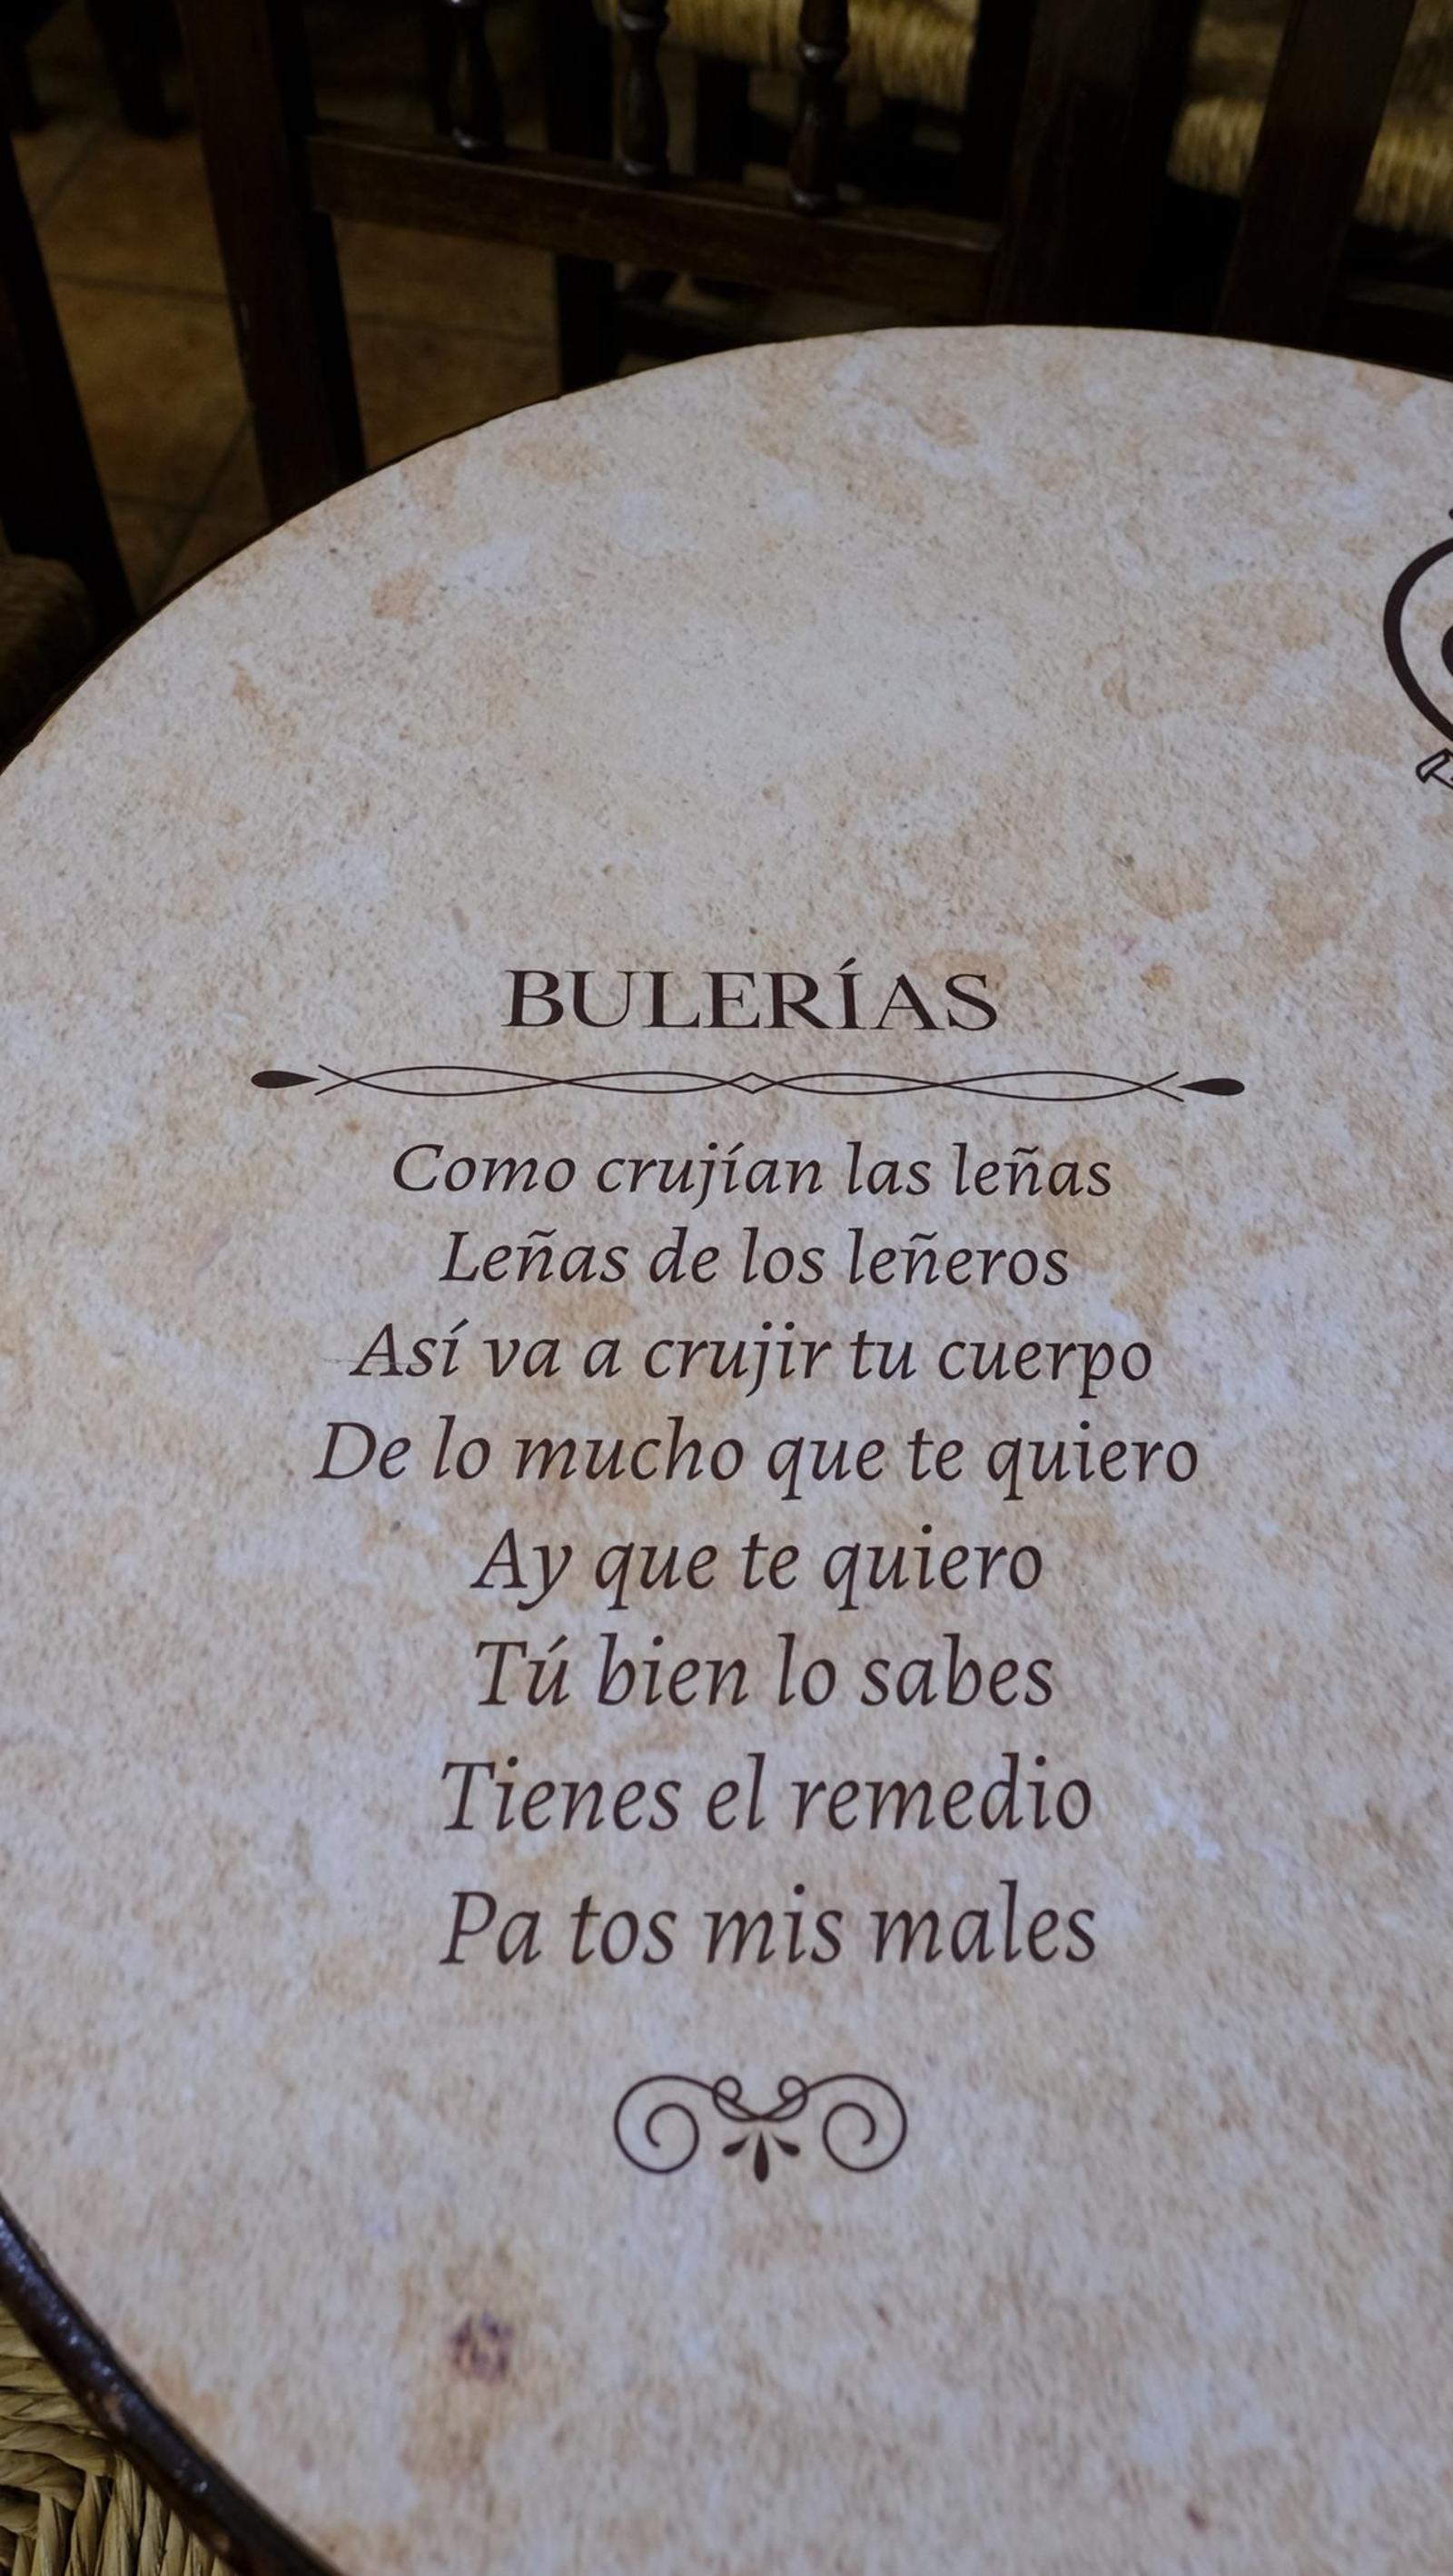 BULERÍAS
Como crujían las leñas
Leñas de los leñeros
Así va a crujir tu cuerpo
De lo mucho que te quiero
Ay que te quiero
Tú bien lo sabes
Tienes el remedio
Pa tos mis males